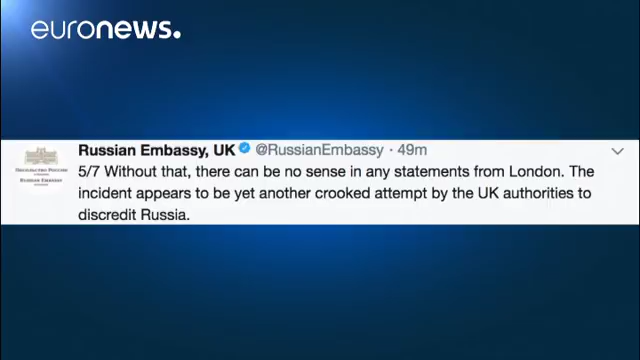 euronews.
Russian Embassy, UK @RussianEmbassy · 49m
5/7 Without that, there can be no sense in any statements from London. The
incident appears to be yet another crooked attempt by the UK authorities to
discredit Russia.